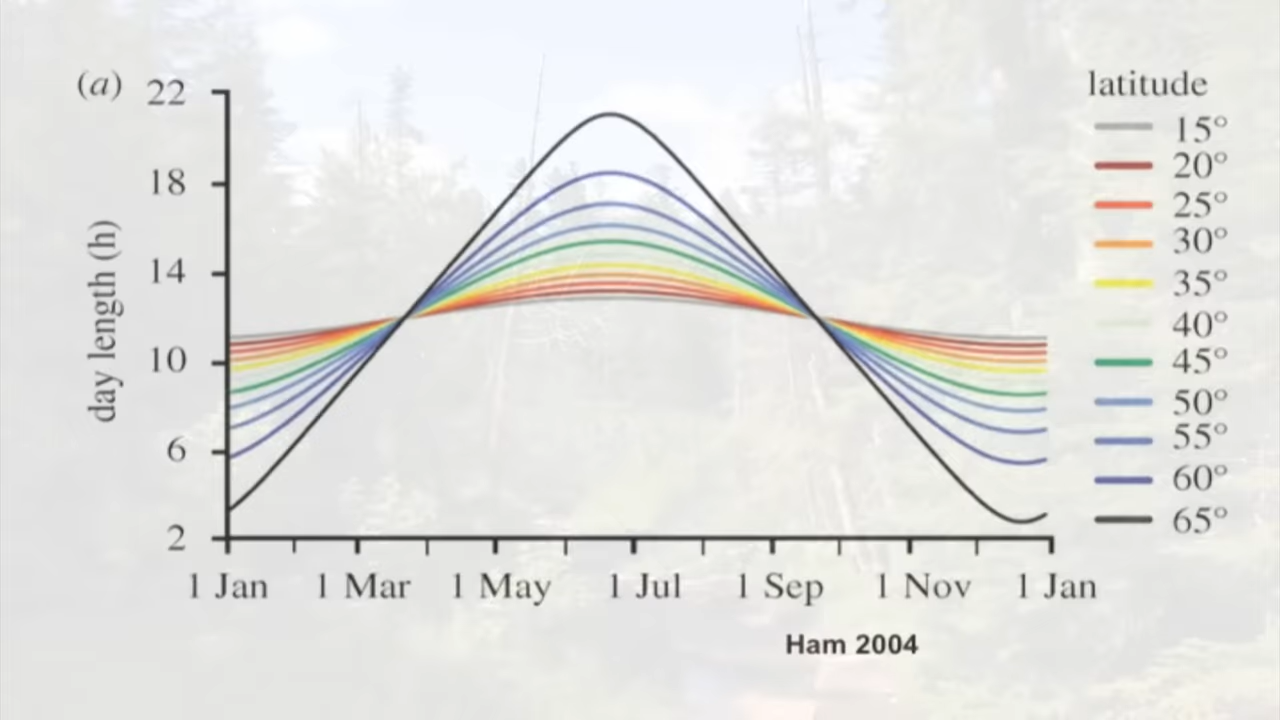 (a)
22
18
14
10
6
2
day length (h)
1 Jan
1 Mar
1 May
1 Jul
1 Sep
1 Nov
1 Jan
latitude
15°
20°
25°
30°
35°
40°
45°
50°
55°
60°
65°
Ham 2004